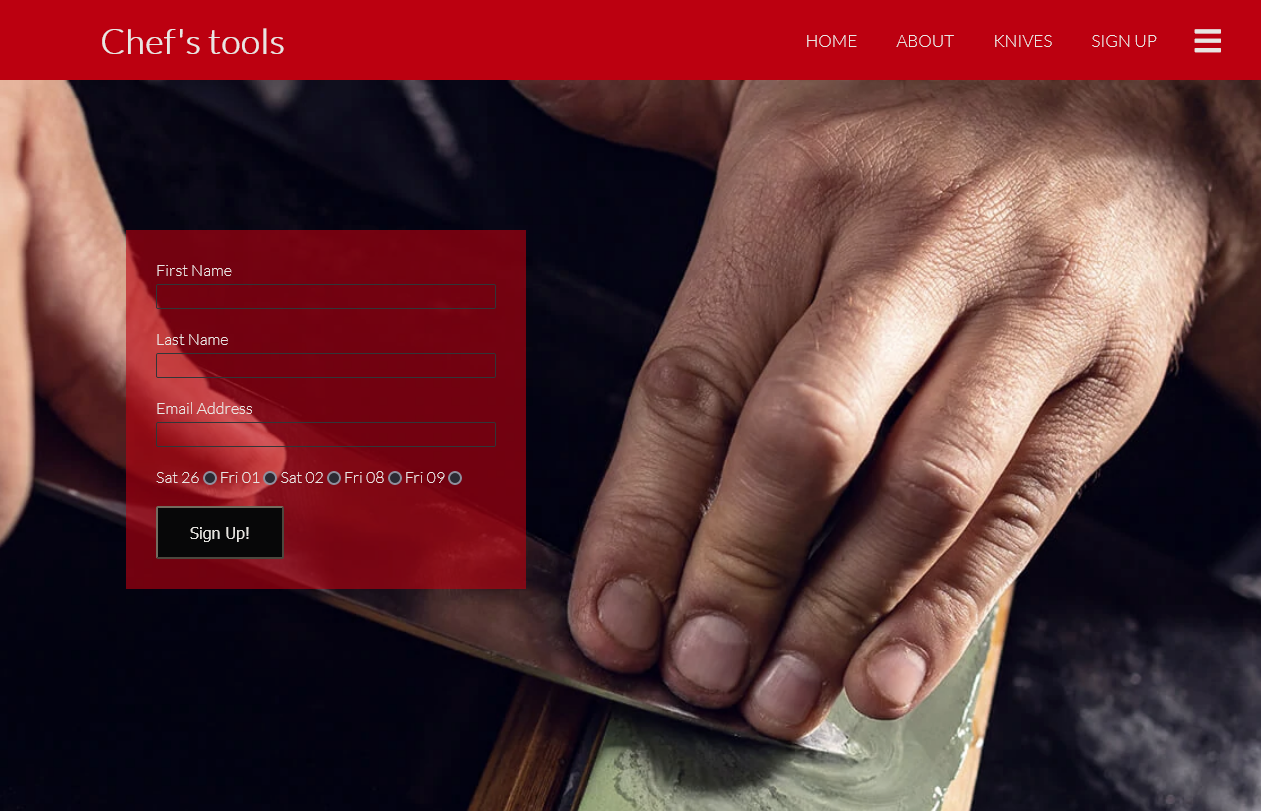 Chef's tools
HOME ABOUT KNIVES SIGN UP
First Name
Last Name
Email Address
Sat 26 Fri 01 Sat 02 Fri 08 Fri 09
Sign Up!